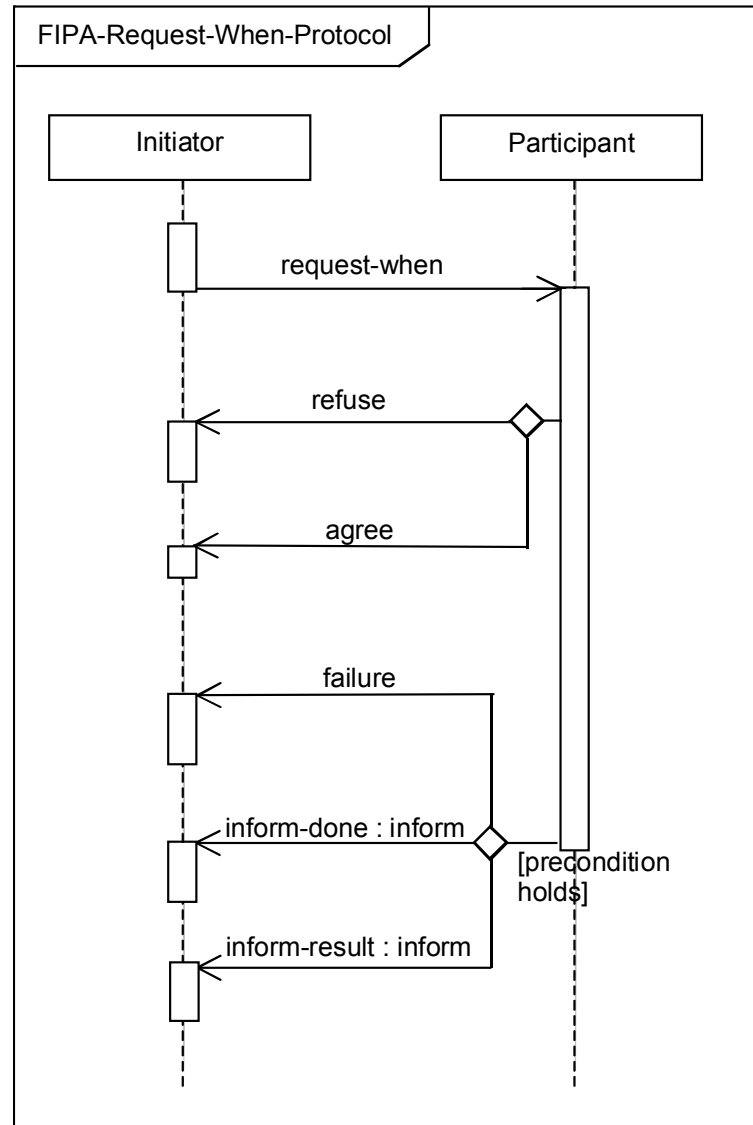 FIPA-Request-When-Protocol
Initiator
Participant
request-when
refuse
agree
failure
inform-done : inform
[precondition
holds]
inform-result : inform